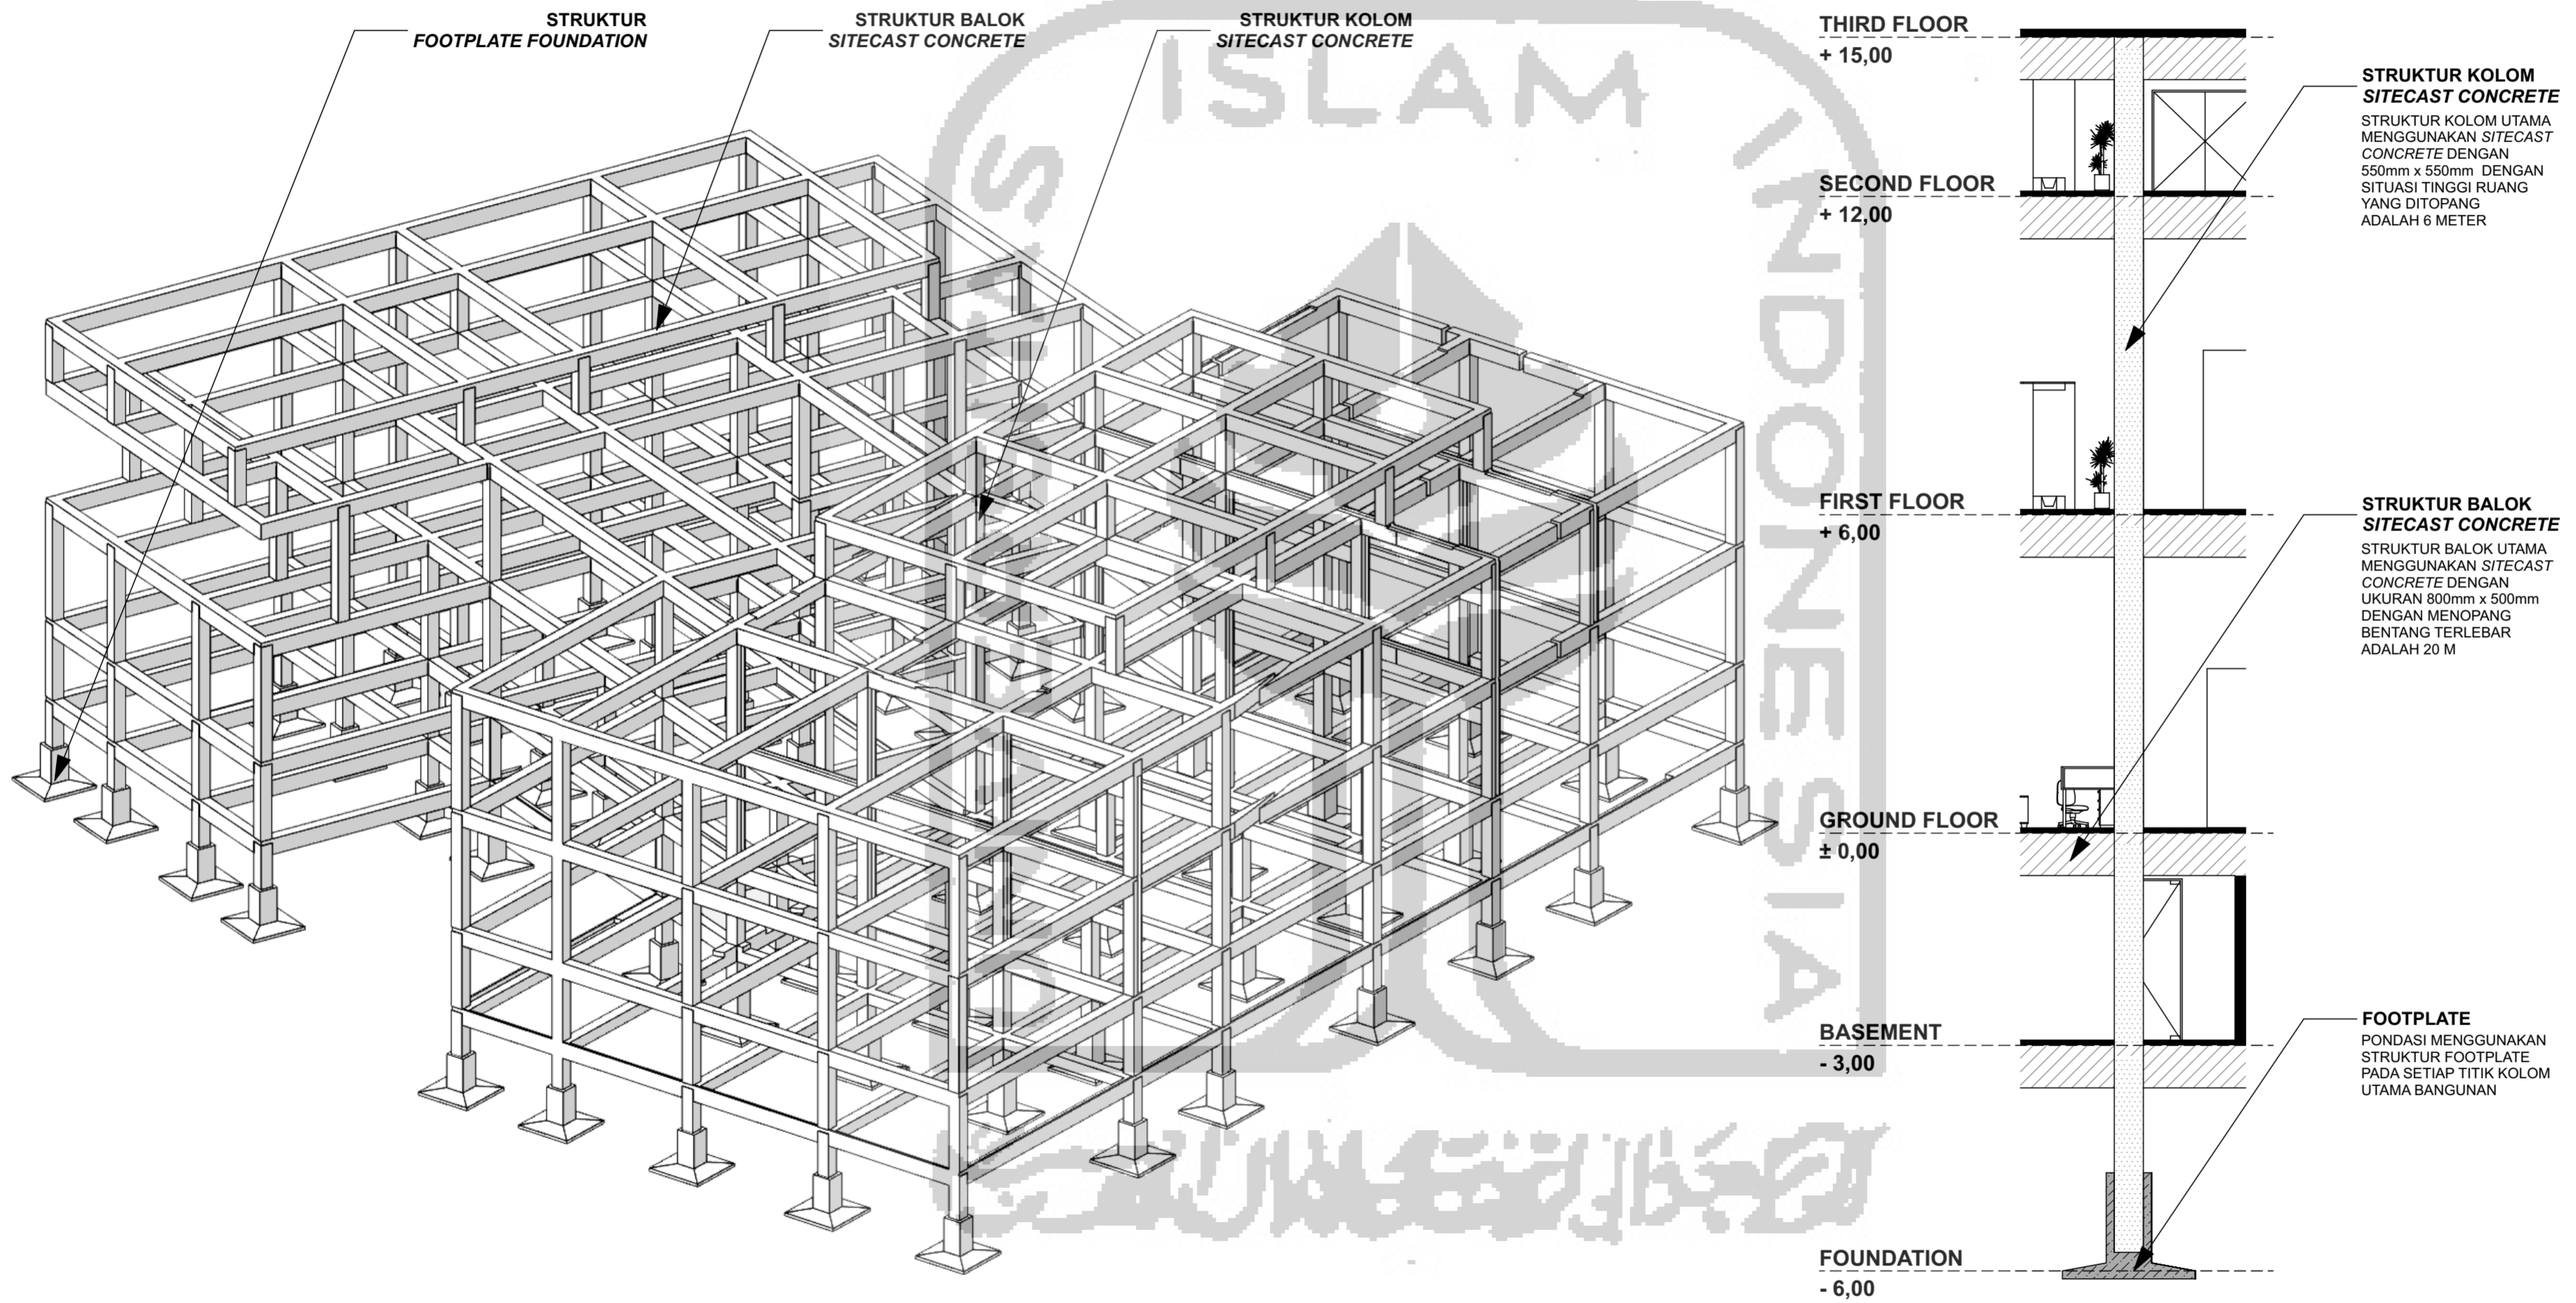 STRUKTUR
FOOTPLATE FOUNDATION
STRUKTUR BALOK
SITECAST CONCRETE
STRUKTUR KOLOM
SITECAST CONCRETE
ISLAM
INDONESIA
THIRD FLOOR
+ 15,00
SECOND FLOOR
+ 12,00
FIRST FLOOR
+ 6,00
GROUND FLOOR
± 0,00
BASEMENT
- 3,00
FOUNDATION
- 6,00
STRUKTUR KOLOM
SITECAST CONCRETE
STRUKTUR KOLOM UTAMA
MENGGUNAKAN SITECAST
CONCRETE DENGAN
550mm x 550mm DENGAN
SITUASI TINGGI RUANG
YANG DITOPANG
ADALAH 6 METER
STRUKTUR BALOK
SITECAST CONCRETE
STRUKTUR BALOK UTAMA
MENGGUNAKAN SITECAST
CONCRETE DENGAN
UKURAN 800mm x 500mm
DENGAN MENOPANG
BENTANG TERLEBAR
ADALAH 20 M
FOOTPLATE
PONDASI MENGGUNAKAN
STRUKTUR FOOTPLATE
PADA SETIAP TITIK KOLOM
UTAMA BANGUNAN